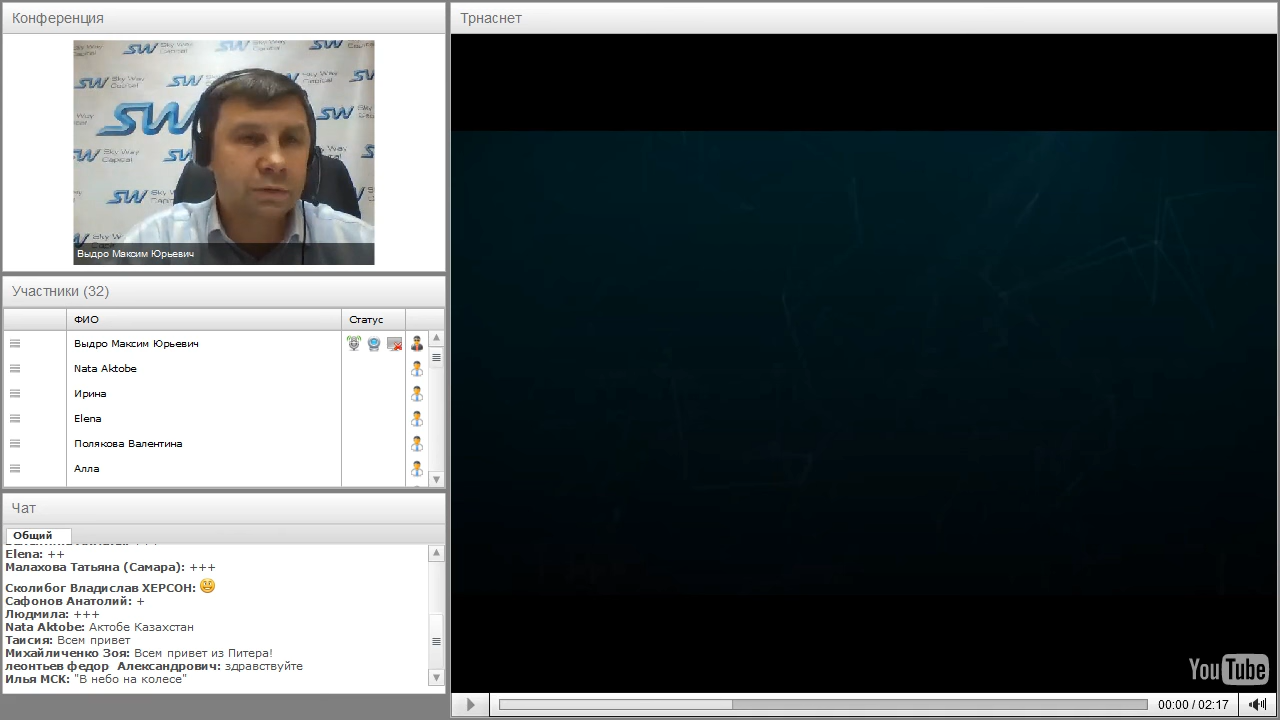 Конференция
SW Sky Way Capital
Выдро Максим Юрьевич
Участники (32)
ФИО
Статус
Выдро Максим Юрьевич
Nata Aktobe
Ирина
Elena
Полякова Валентина
Алла
Чат
Общий
Elena: ++
Малахова Татьяна (Самара): +++
Сколибог Владислав ХЕРСОН:
Сафонов Анатолий: +
Людмила: +++
Nata Aktobe: Актобе Казахстан
Таисия: Всем привет
Михайличенко Зоя: Всем привет из Питера!
леонтьев федор Александрович: здравствуйте
Илья МСК: "В небо на колесе"
Трнаснет
YouTube
00:00 / 02:17